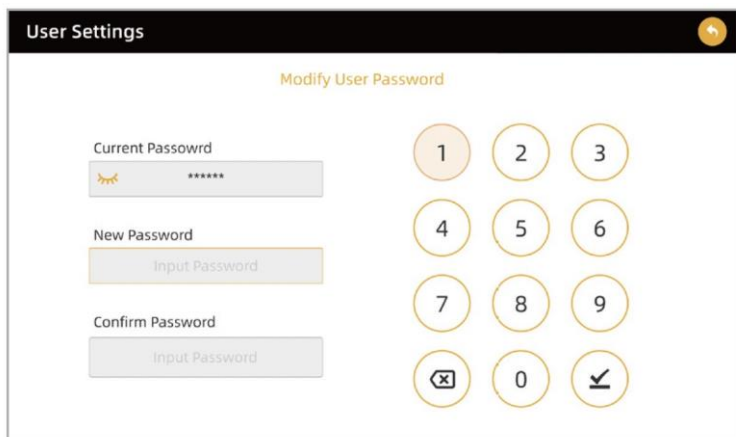 User Settings
Modify User Password
Current Passowrd
******
New Password
Input Password
Confirm Password
Input Password
1 2 3
4 5 6
7 8 9
0